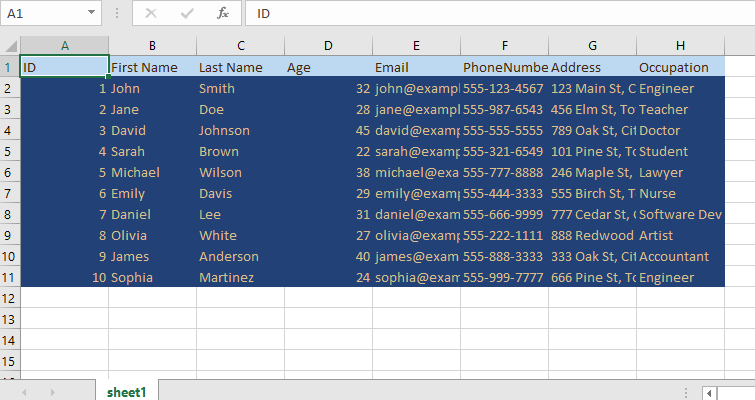 A1 fx ID
A B C D E F G H
1 ID First Name Last Name Age Email PhoneNumbe Address Occupation
2 1 John Smith 32 john@exampl 555-123-4567 123 Main St, C Engineer
3 2 Jane Doe 28 jane@exampl 555-987-6543 456 Elm St, To Teacher
4 3 David Johnson 45 david@exam 555-555-5555 789 Oak St, Cit Doctor
5 4 Sarah Brown 22 sarah@exam 555-321-6549 101 Pine St, To Student
6 5 Michael Wilson 38 michael@exa 555-777-8888 246 Maple St, Lawyer
7 6 Emily Davis 29 emily@exam 555-444-3333 555 Birch St, T Nurse
8 7 Daniel Lee 31 daniel@exam 555-666-9999 777 Cedar St, Software Dev
9 8 Olivia White 27 olivia@exam 555-222-1111 888 Redwood Artist
10 9 James Anderson 40 james@exam 555-888-3333 333 Oak St, Cit Accountant
11 10 Sophia Martinez 24 sophia@exam 555-999-7777 666 Pine St, To Engineer
12
13
14
15
sheet1